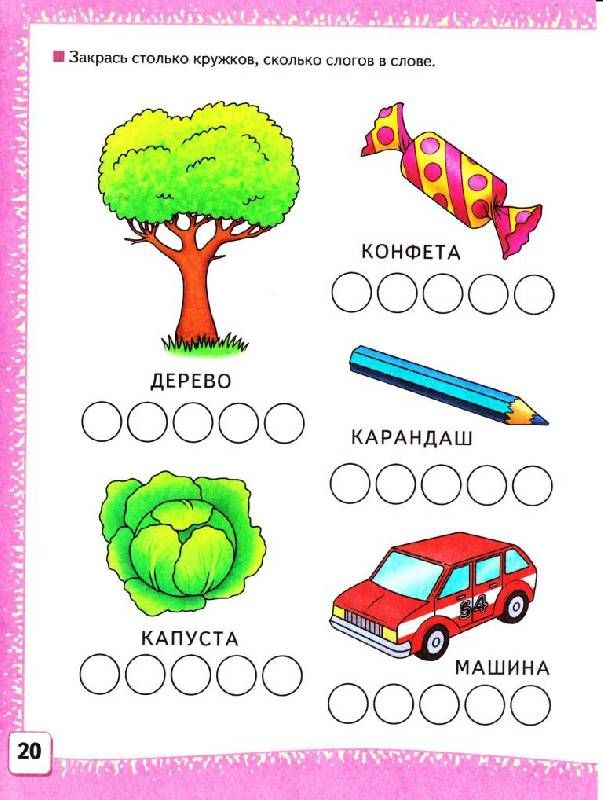 Закрась столько кружков, сколько слогов в слове.
КОНФЕТА
ДЕРЕВО
КАРАНДАШ
КАПУСТА
54
МАШИНА
20